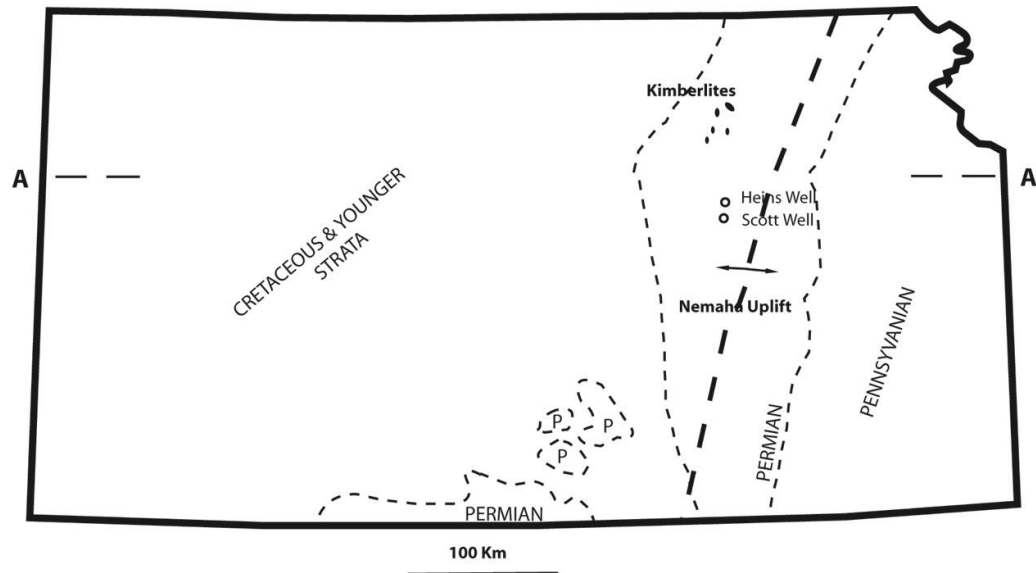 Kimberlites
A
A
Heins Well
Scott Well
CRETACEOUS & YOUNGER
STRATA
Nemaha Uplift
PENNSYVANIAN
P
P
P
PERMIAN
PERMIAN
100 Km